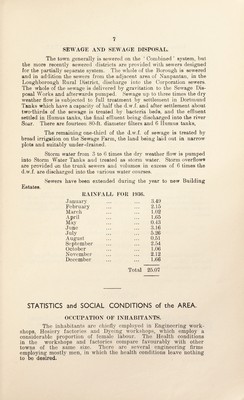 7
SEWAGE AND SEWAGE DISPOSAL.
The town generally is sewered on the "Combined" system, but
the more recently sewered districts are provided with sewers designed
for the partially separate system. The whole of the Borough is sewered
and in addition the sewers from the adjacent area of Nanpantan, in the
Loughborough Rural District, discharge into the Corporation sewers.
The whole of the sewage is delivered by gravitation to the Sewage Dis-
posal Works and afterwards pumped. Sewage up to three times the dry
weather flow is subjected to full treatment by settlement in Dortmund
Tanks which have a capacity of half the d.w.f. and after settlement about
two-thirds of the sewage is treated by bacteria beds, and the effluent
settled in Humus tanks, the final effluent being discharged into the river
Soar. There are fourteen 80-ft. diameter filters and 6 Humus tanks.
The remaining one-third of the d.w.f. of sewage is treated by
broad irrigation on the Sewage Farm, the land being laid out in narrow
plots and suitably under-drained.
Storm water from 3 to 6 times the dry weather flow is pumped
into Storm Water Tanks and treated as storm water. Storm overflows
are provided on the trunk sewers and volumes in excess of 6 times the
d.w.f. are discharged into the various water courses.
Sewers have been extended during the year to new Building
Estates.
RAINFALL FOR 1936.
January ... ... 3.49
February ... ... 2.15
March ... ... 1.02
April ... ... 1.65
May ... ... 0.43
June ... ... 3.16
July ... ... 5.26
August ... ... 0.51
September ... ... 2.54
October ... ... 1.06
November ... ... 2.12
December ... ... 1.68
Total 25.07
STATISTICS and SOCIAL CONDITIONS of the AREA.
OCCUPATION OF INHABITANTS.
The inhabitants are chiefly employed in Engineering work-
shops, Hosiery factories and Dyeing workshops, which employ a
considerable proportion of female labour. The Health conditions
in the workshops and factories compare favourably with other
towns of the same size. There are several engineering firms
employing mostly men, in which the health conditions leave nothing
to be desired.